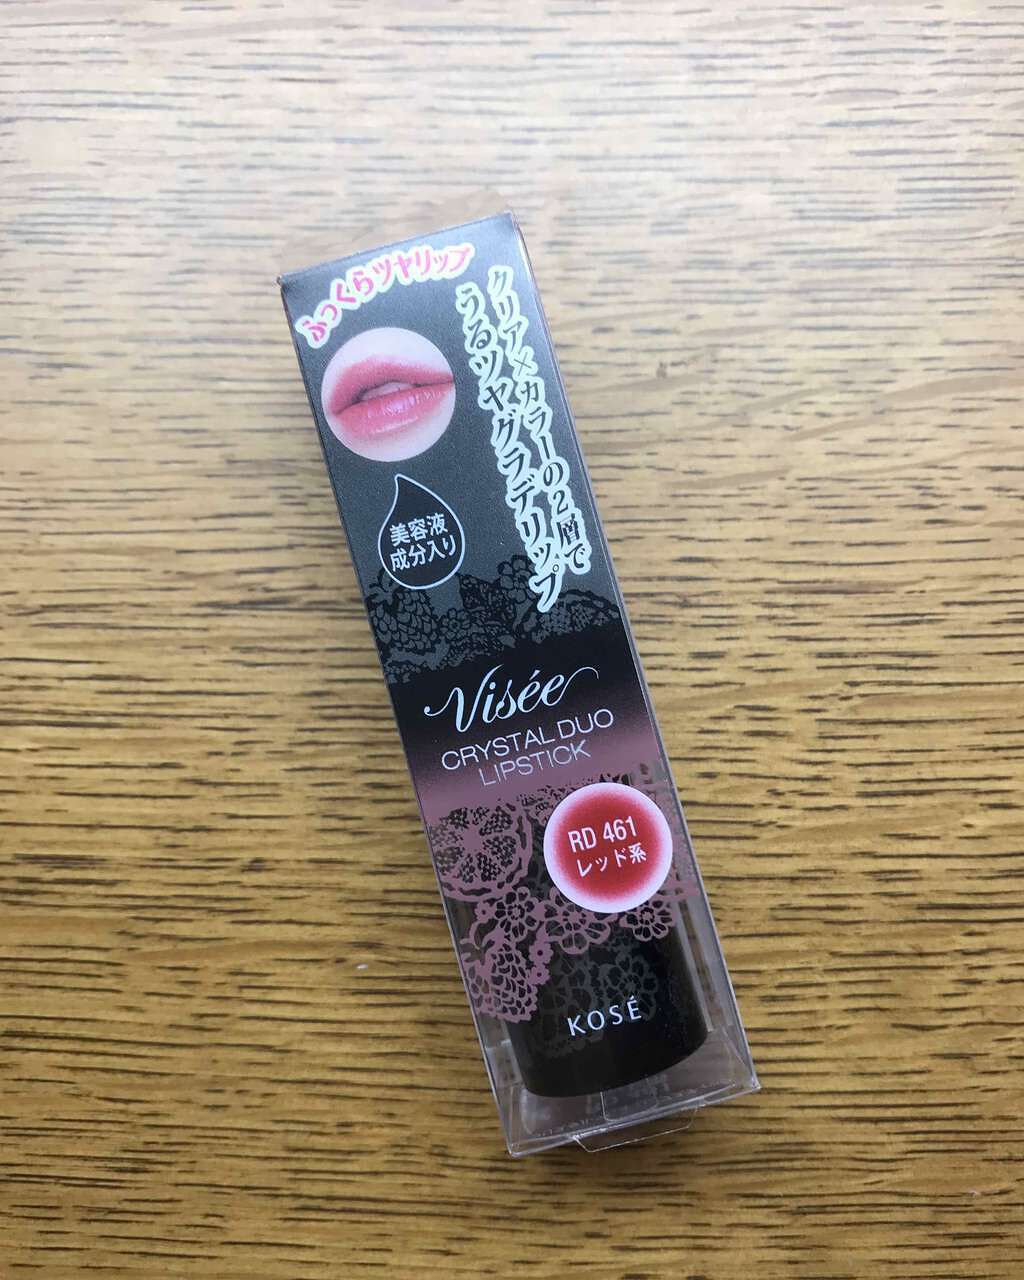 ふっくらツヤリップ
クリア×カラーの2層で
うるツヤグラデリップ
美容液
成分入り
Visée
CRYSTAL DUO
LIPSTICK
RD 461
レッド系
KOSÉ